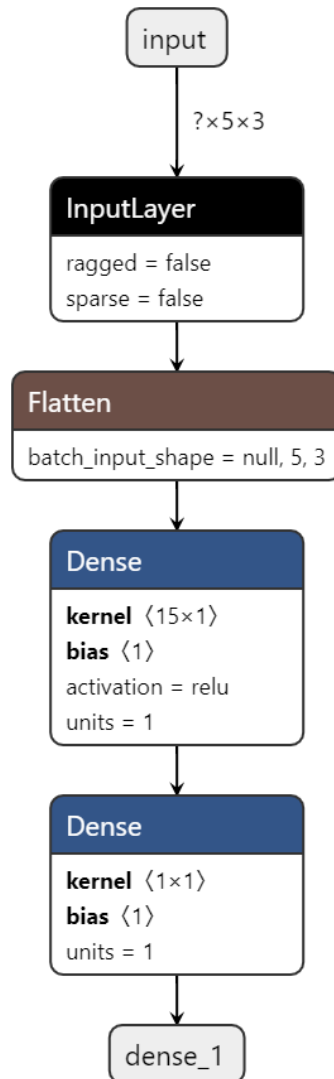 input
?×5×3
InputLayer
ragged = false
sparse = false
Flatten
batch_input_shape = null, 5, 3
Dense
kernel 〈15×1〉
bias 〈1〉
activation = relu
units = 1
Dense
kernel 〈1×1〉
bias 〈1〉
units = 1
dense_1